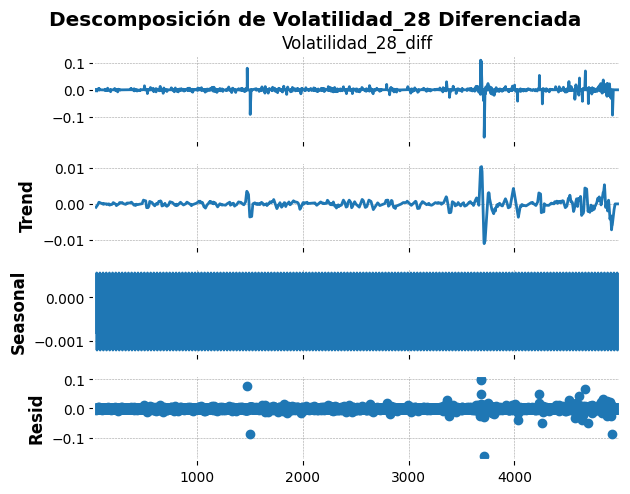 Descomposición de Volatilidad_28 Diferenciada
Volatilidad_28_diff
0.1
0.0
−0.1
Trend
0.01
0.00
−0.01
Seasonal
0.000
−0.001
Resid
0.1
0.0
−0.1
1000 2000 3000 4000